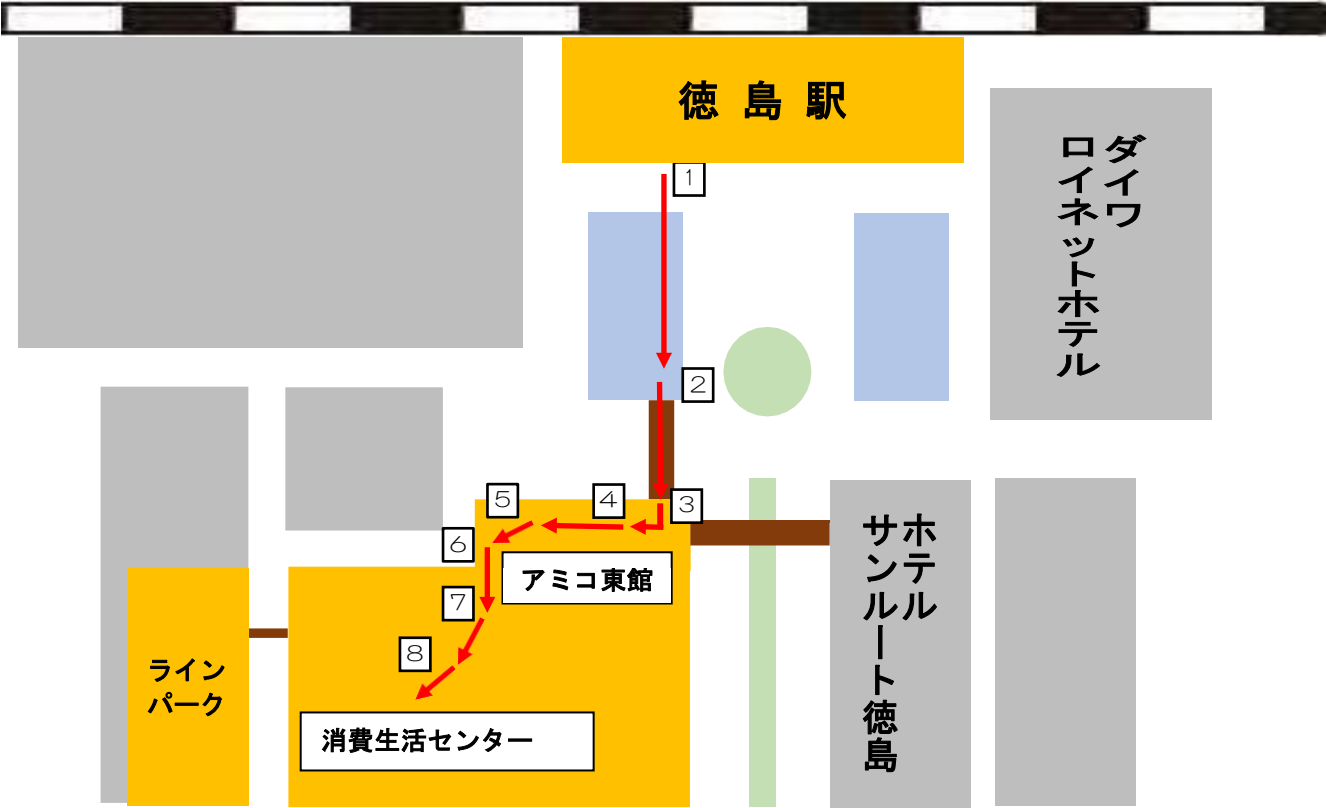 徳島駅
1
ダイワ
ロイネットホテル
2
3
4
5
6
アミコ東館
7
8
ホテル
サンルート徳島
ライン
パーク
消費生活センター